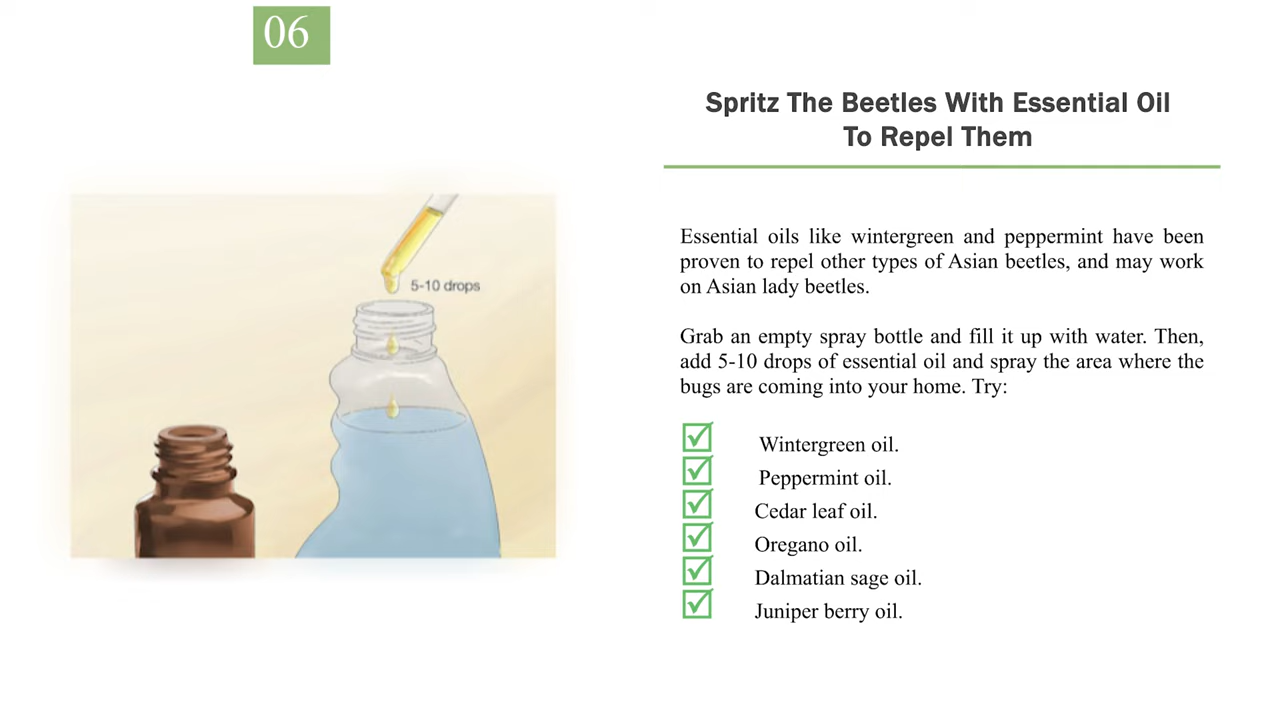 06
Spritz The Beetles With Essential Oil
To Repel Them
5-10 drops
Essential oils like wintergreen and peppermint have been
proven to repel other types of Asian beetles, and may work
on Asian lady beetles.
Grab an empty spray bottle and fill it up with water. Then,
add 5-10 drops of essential oil and spray the area where the
bugs are coming into your home. Try:
Wintergreen oil.
Peppermint oil.
Cedar leaf oil.
Oregano oil.
Dalmatian sage oil.
Juniper berry oil.